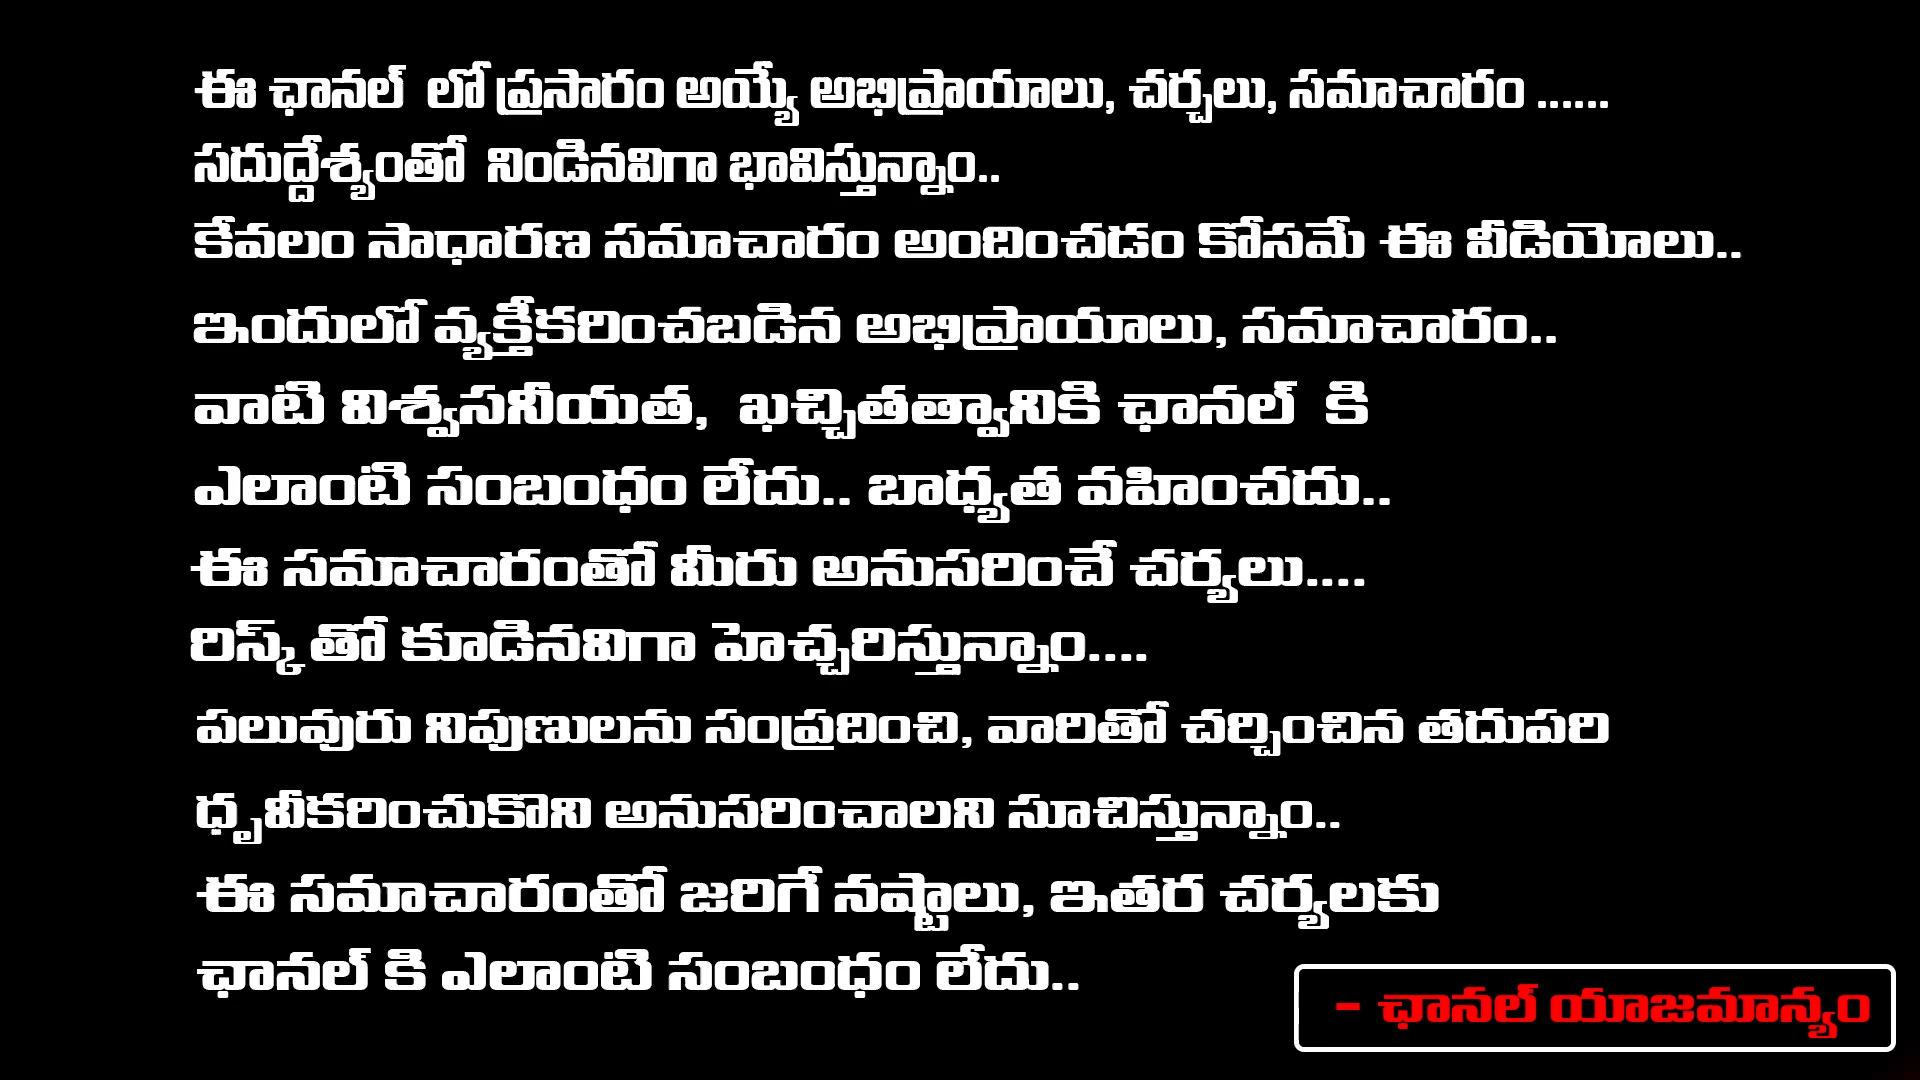 ఈ ఛానల్ లో ప్రసారం అయ్యే అభిప్రాయాలు, చర్చలు, సమాచారం ......
సదుద్దేశ్యంతో నిండినవిగా భావిస్తున్నాం..
కేవలం సాధారణ సమాచారం అందించడం కోసమే ఈ వీడియోలు..
ఇందులో వ్యక్తీకరించబడిన అభిప్రాయాలు, సమాచారం..
వాటి విశ్వసనీయత, ఖచ్చితత్వానికి ఛానల్ కి
ఎలాంటి సంబంధం లేదు.. బాధ్యత వహించదు..
ఈ సమాచారంతో మీరు అనుసరించే చర్యలు....
రిస్క్ తో కూడినవిగా హెచ్చరిస్తున్నాం....
పలువురు నిపుణులను సంప్రదించి, వారితో చర్చించిన తదుపరి
ధృవీకరించుకొని అనుసరించాలని సూచిస్తున్నాం..
ఈ సమాచారంతో జరిగే నష్టాలు, ఇతర చర్యలకు
ఛానల్ కి ఎలాంటి సంబంధం లేదు..
- ఛానల్ యాజమాన్యం